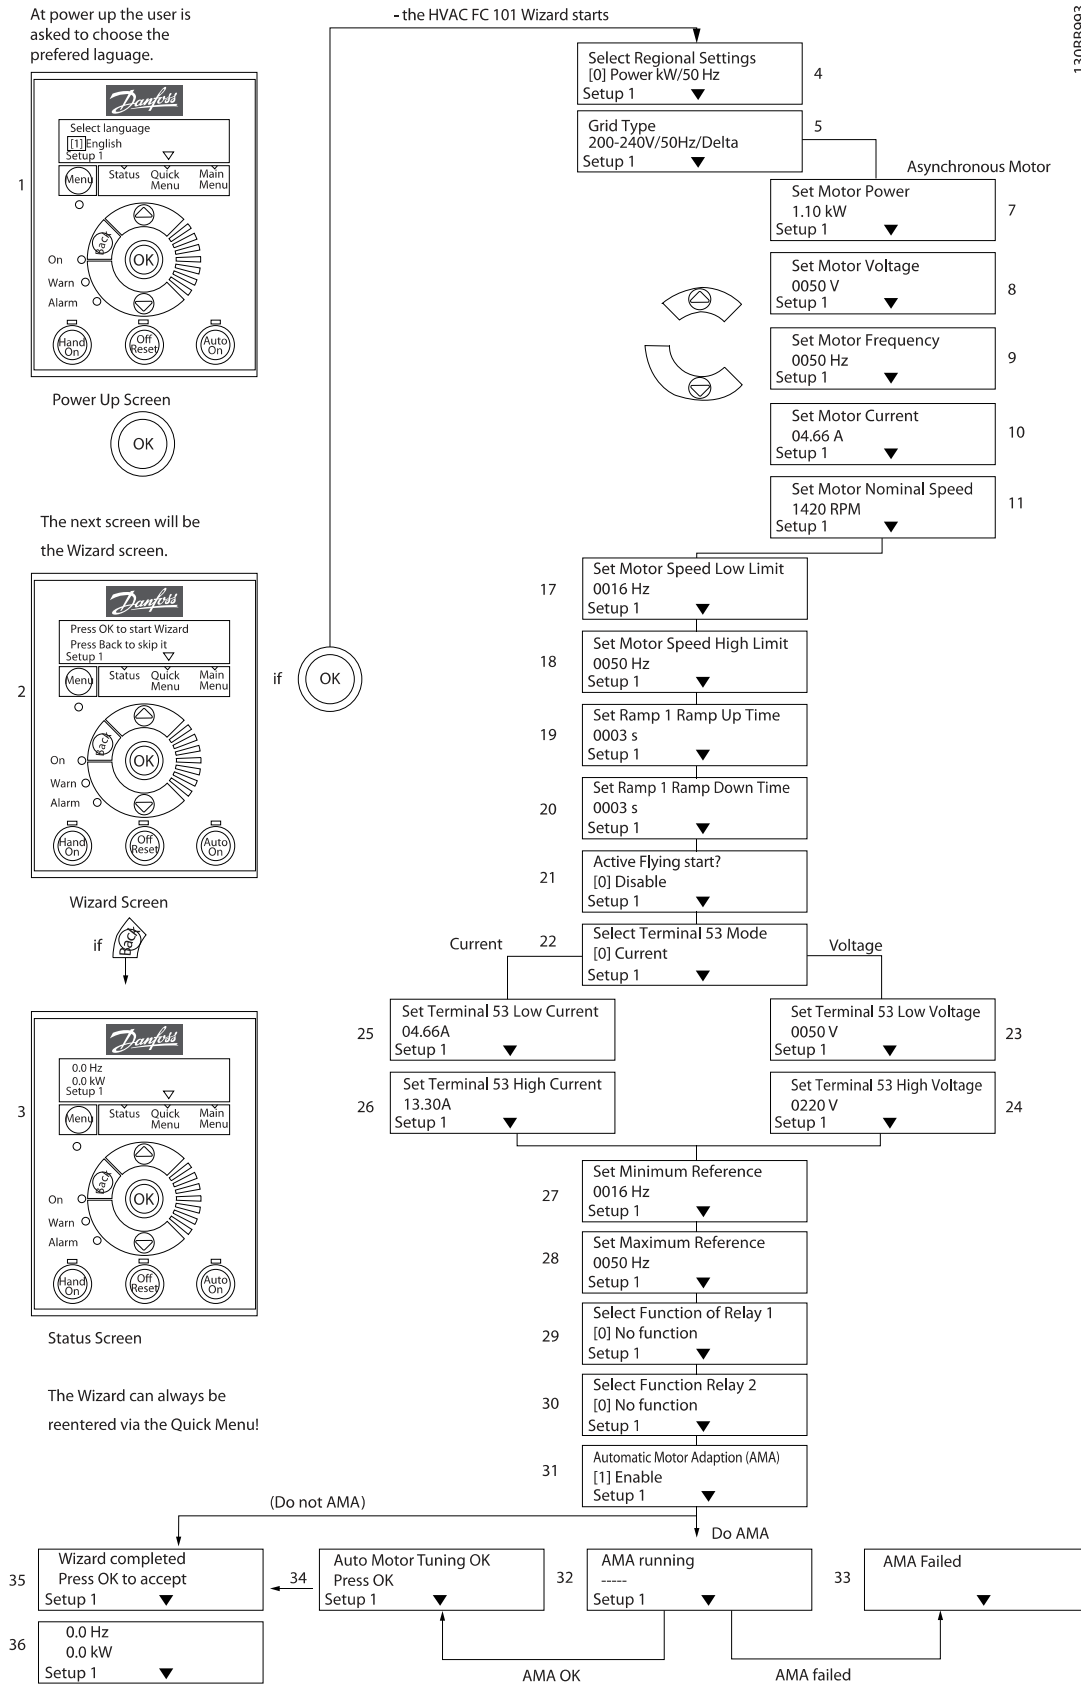 At power up the user is
asked to choose the
prefered laguage.
- the HVAC FC 101 Wizard starts
130BB993
1
Danfoss
Select language
[1] English
Setup 1
Menu
Status
Quick
Menu
Main
Menu
Back
OK
On
Warn
Alarm
Hand
On
Off
Reset
Auto
On
Power Up Screen
OK
The next screen will be
the Wizard screen.
2
Danfoss
Press OK to start Wizard
Press Back to skip it
Setup 1
Menu
Status
Quick
Menu
Main
Menu
Back
OK
On
Warn
Alarm
Hand
On
Off
Reset
Auto
On
if
OK
Wizard Screen
if
Back
3
Danfoss
0.0 Hz
0.0 kW
Setup 1
Menu
Status
Quick
Menu
Main
Menu
Back
OK
On
Warn
Alarm
Hand
On
Off
Reset
Auto
On
Status Screen
The Wizard can always be
reentered via the Quick Menu!
Select Regional Settings
[0] Power kW/50 Hz
Setup 1
4
Grid Type
200-240V/50Hz/Delta
Setup 1
5
Asynchronous Motor
Set Motor Power
1.10 kW
Setup 1
7
Set Motor Voltage
0050 V
Setup 1
8
Set Motor Frequency
0050 Hz
Setup 1
9
Set Motor Current
04.66 A
Setup 1
10
Set Motor Nominal Speed
1420 RPM
Setup 1
11
17
Set Motor Speed Low Limit
0016 Hz
Setup 1
18
Set Motor Speed High Limit
0050 Hz
Setup 1
19
Set Ramp 1 Ramp Up Time
0003 s
Setup 1
20
Set Ramp 1 Ramp Down Time
0003 s
Setup 1
21
Active Flying start?
[0] Disable
Setup 1
22
Select Terminal 53 Mode
[0] Current
Setup 1
Current
Voltage
25
Set Terminal 53 Low Current
04.66A
Setup 1
Set Terminal 53 Low Voltage
0050 V
Setup 1
23
26
Set Terminal 53 High Current
13.30A
Setup 1
Set Terminal 53 High Voltage
0220 V
Setup 1
24
27
Set Minimum Reference
0016 Hz
Setup 1
28
Set Maximum Reference
0050 Hz
Setup 1
29
Select Function of Relay 1
[0] No function
Setup 1
30
Select Function Relay 2
[0] No function
Setup 1
31
Automatic Motor Adaption (AMA)
[1] Enable
Setup 1
(Do not AMA)
Do AMA
35
Wizard completed
Press OK to accept
Setup 1
34
Auto Motor Tuning OK
Press OK
Setup 1
32
AMA running
-----
Setup 1
33
AMA Failed
36
0.0 Hz
0.0 kW
Setup 1
AMA OK
AMA failed